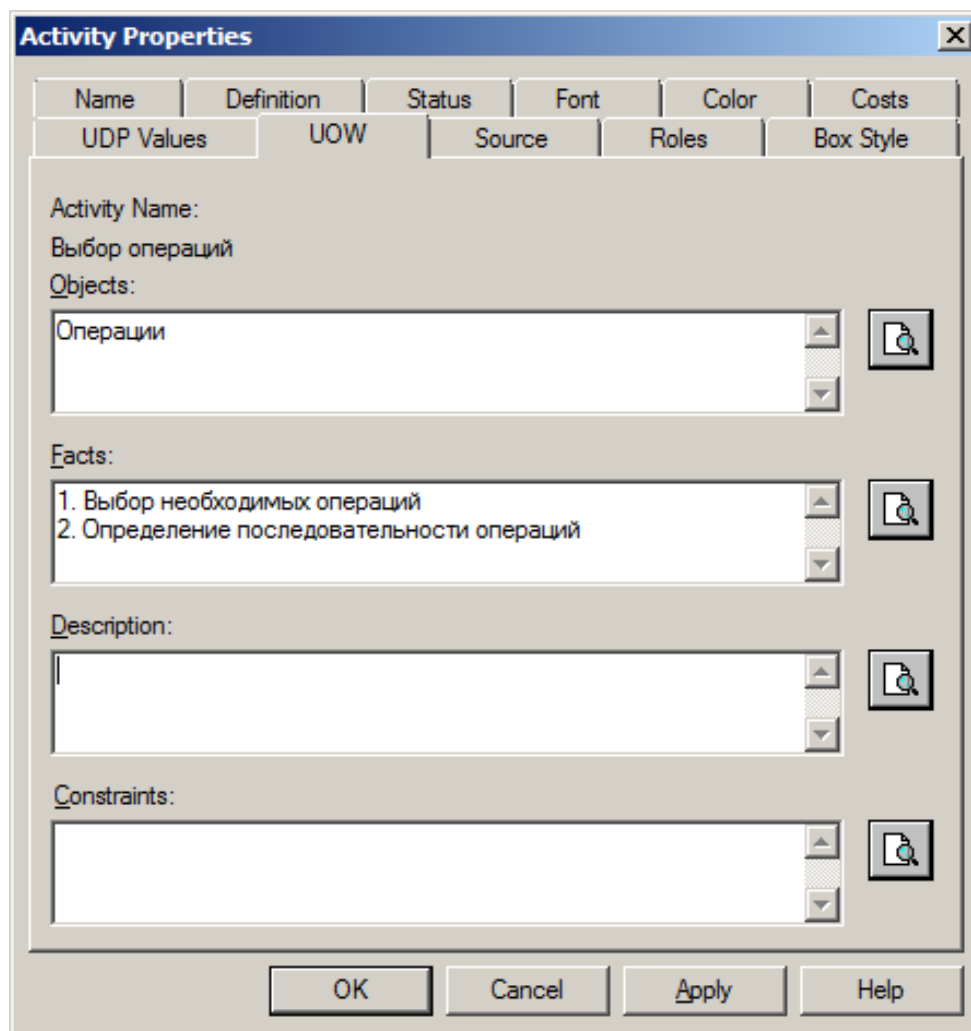 Activity Properties
Name Definition Status Font Color Costs
UDP Values UOW Source Roles Box Style
Activity Name:
Выбор операций
Objects:
Операции
Facts:
1. Выбор необходимых операций
2. Определение последовательности операций
Description:
Constraints:
OK Cancel Apply Help